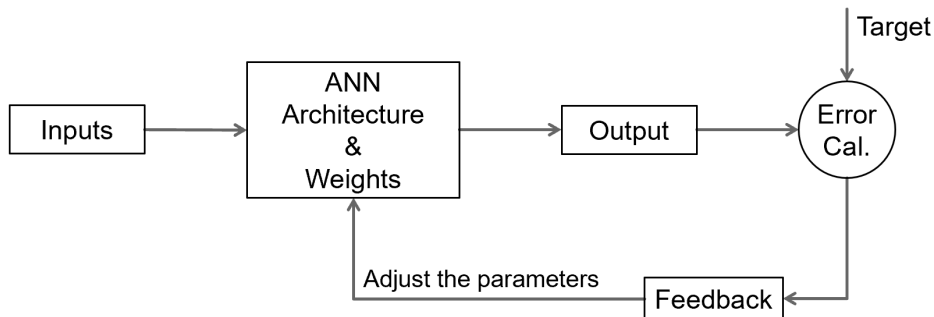 Target
Inputs
ANN
Architecture
&
Weights
Output
Error
Cal.
Adjust the parameters
Feedback